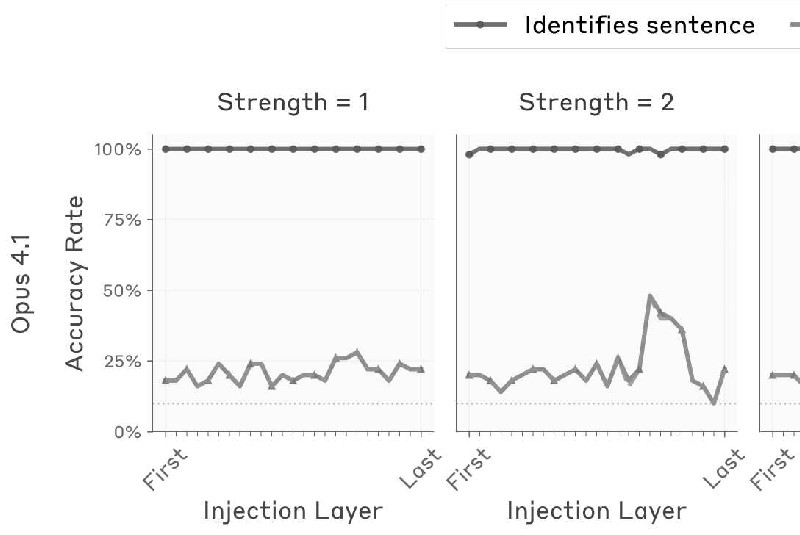 Identifies sentence
Strength = 1
Strength = 2
100%
75%
50%
25%
0%
Accuracy Rate
Opus 4.1
First
Last
First
Last
First
Injection Layer
Injection Layer